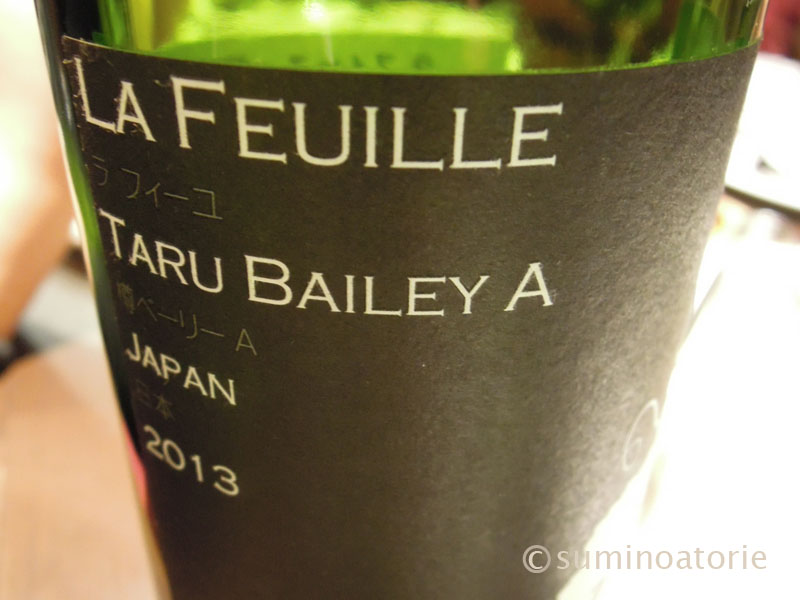 LA FEUILLE
ラ フィーユ
TARU BAILEY A
樽ベーリー A
JAPAN
日本
2013
©suminoatorie